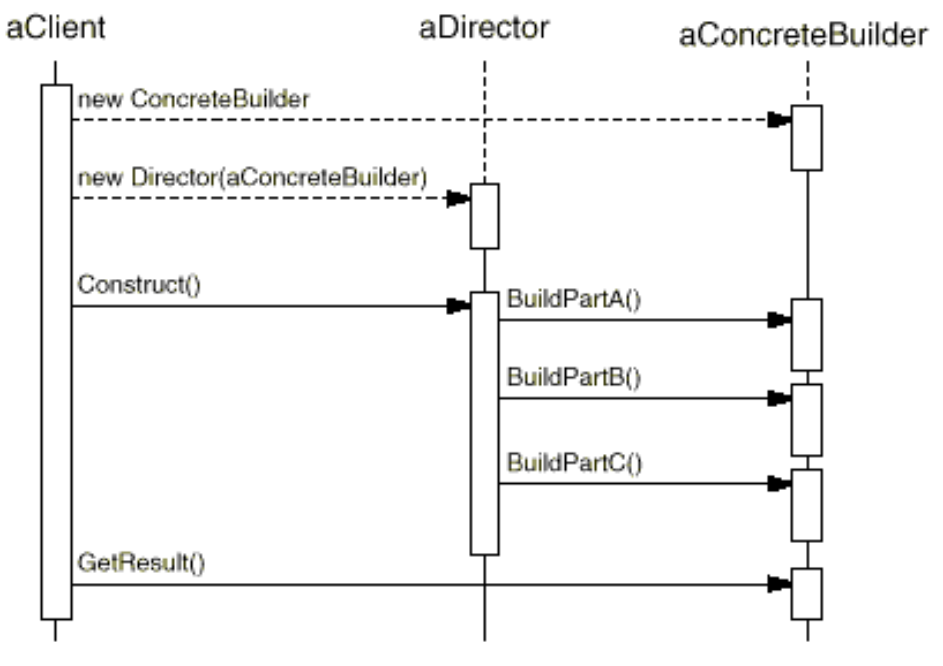 aClient
aDirector
aConcreteBuilder
new ConcreteBuilder
new Director(aConcreteBuilder)
Construct()
BuildPartA()
BuildPartB()
BuildPartC()
GetResult()